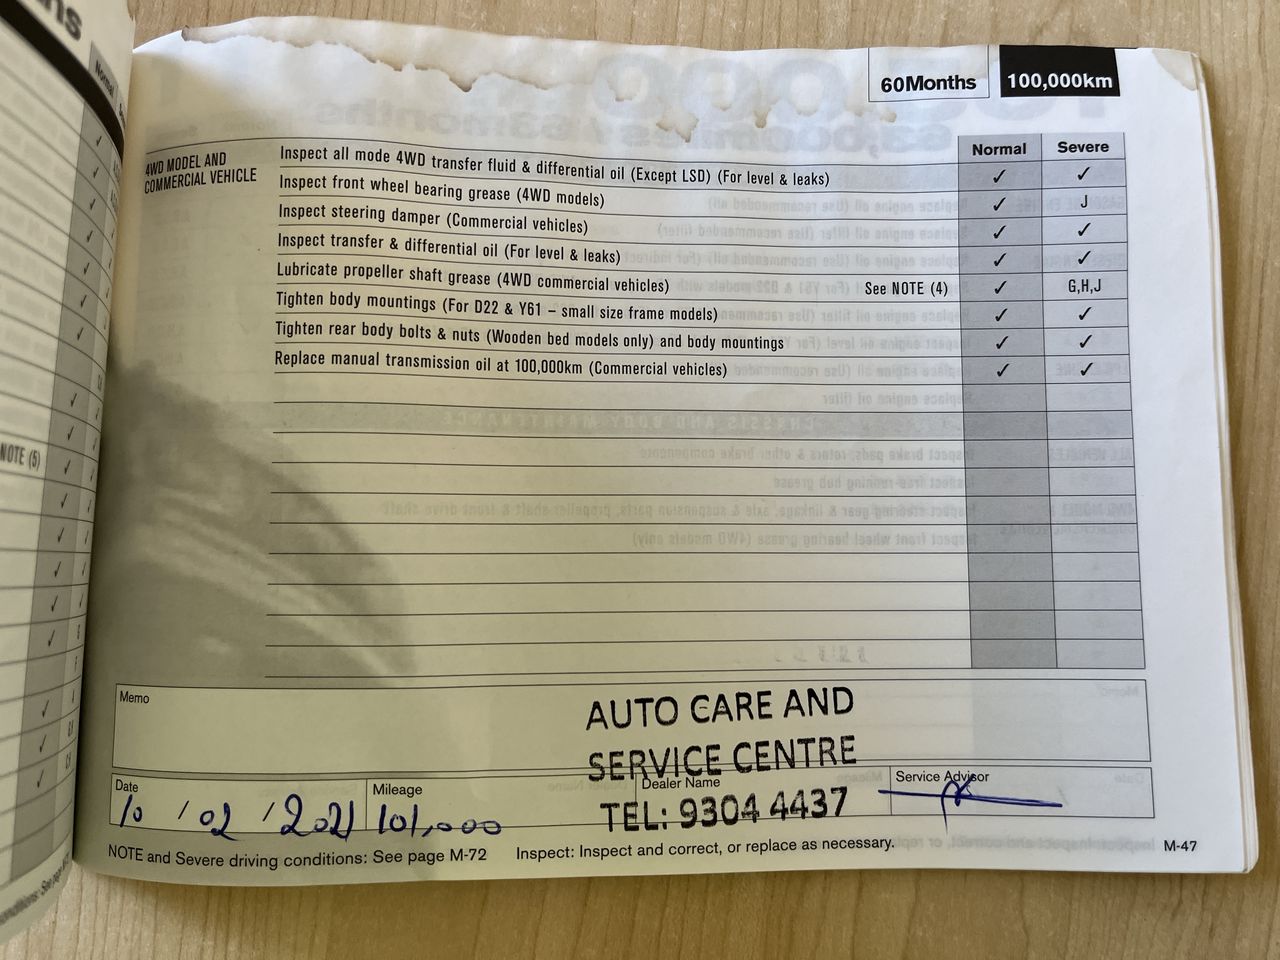 60Months 100,000km
Normal Severe
4WD MODEL AND
COMMERCIAL VEHICLE
Inspect all mode 4WD transfer fluid & differential oil (Except LSD) (For level & leaks) ✓ ✓
Inspect front wheel bearing grease (4WD models) ✓ J
Inspect steering damper (Commercial vehicles) ✓ ✓
Inspect transfer & differential oil (For level & leaks) ✓ ✓
Lubricate propeller shaft grease (4WD commercial vehicles) See NOTE (4) ✓ G,H,J
Tighten body mountings (For D22 & Y61 – small size frame models) ✓ ✓
Tighten rear body bolts & nuts (Wooden bed models only) and body mountings ✓ ✓
Replace manual transmission oil at 100,000km (Commercial vehicles) ✓ ✓
NOTE (5)
Memo
AUTO CARE AND
SERVICE CENTRE
TEL: 9304 4437
Date Mileage Dealer Name Service Advisor
10 / 02 / 2021 101,000
NOTE and Severe driving conditions: See page M-72 Inspect: Inspect and correct, or replace as necessary. M-47